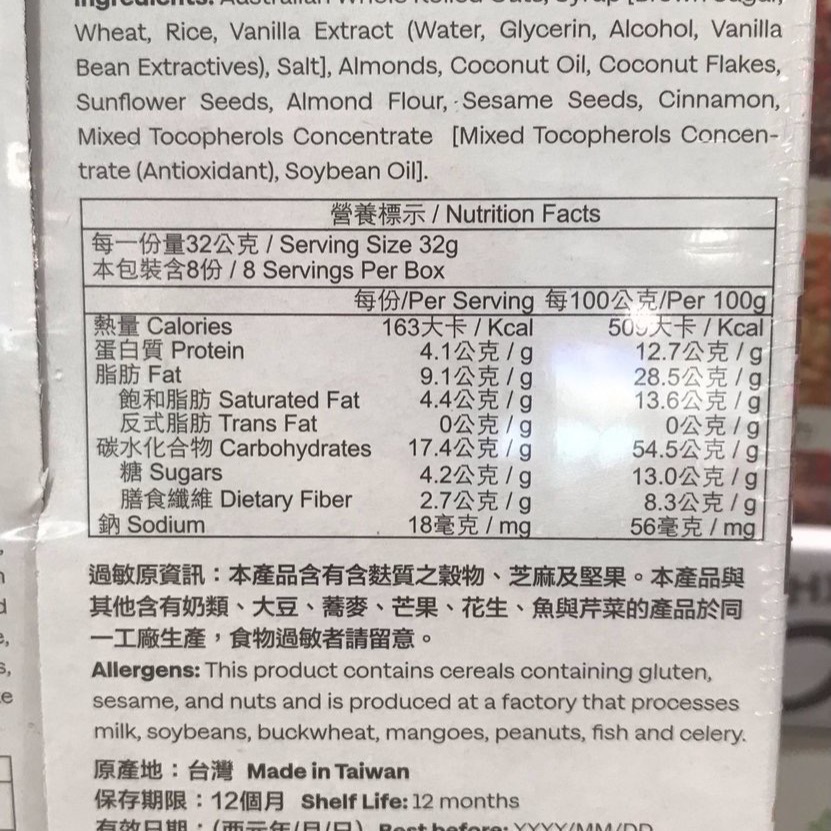 Wheat, Rice, Vanilla Extract (Water, Glycerin, Alcohol, Vanilla
Bean Extractives), Salt], Almonds, Coconut Oil, Coconut Flakes,
Sunflower Seeds, Almond Flour, Sesame Seeds, Cinnamon,
Mixed Tocopherols Concentrate [Mixed Tocopherols Concen-
trate (Antioxidant), Soybean Oil].
營養標示 / Nutrition Facts
每一份量32公克 / Serving Size 32g
本包裝含8份 / 8 Servings Per Box
每份/Per Serving 每100公克/Per 100g
熱量 Calories 163大卡 / Kcal 509大卡 / Kcal
蛋白質 Protein 4.1公克 / g 12.7公克 / g
脂肪 Fat 9.1公克 / g 28.5公克 / g
飽和脂肪 Saturated Fat 4.4公克 / g 13.6公克 / g
反式脂肪 Trans Fat 0公克 / g 0公克 / g
碳水化合物 Carbohydrates 17.4公克 / g 54.5公克 / g
糖 Sugars 4.2公克 / g 13.0公克 / g
膳食纖維 Dietary Fiber 2.7公克 / g 8.3公克 / g
鈉 Sodium 18毫克 / mg 56毫克 / mg
過敏原資訊：本產品含有含麩質之穀物、芝麻及堅果。本產品與
其他含有奶類、大豆、蕎麥、芒果、花生、魚與芹菜的產品於同
一工廠生產，食物過敏者請留意。
Allergens: This product contains cereals containing gluten,
sesame, and nuts and is produced at a factory that processes
milk, soybeans, buckwheat, mangoes, peanuts, fish and celery.
原產地：台灣 Made in Taiwan
保存期限：12個月 Shelf Life: 12 months
有效日期：(西元年/月/日) Best before: YYYY/MM/DD